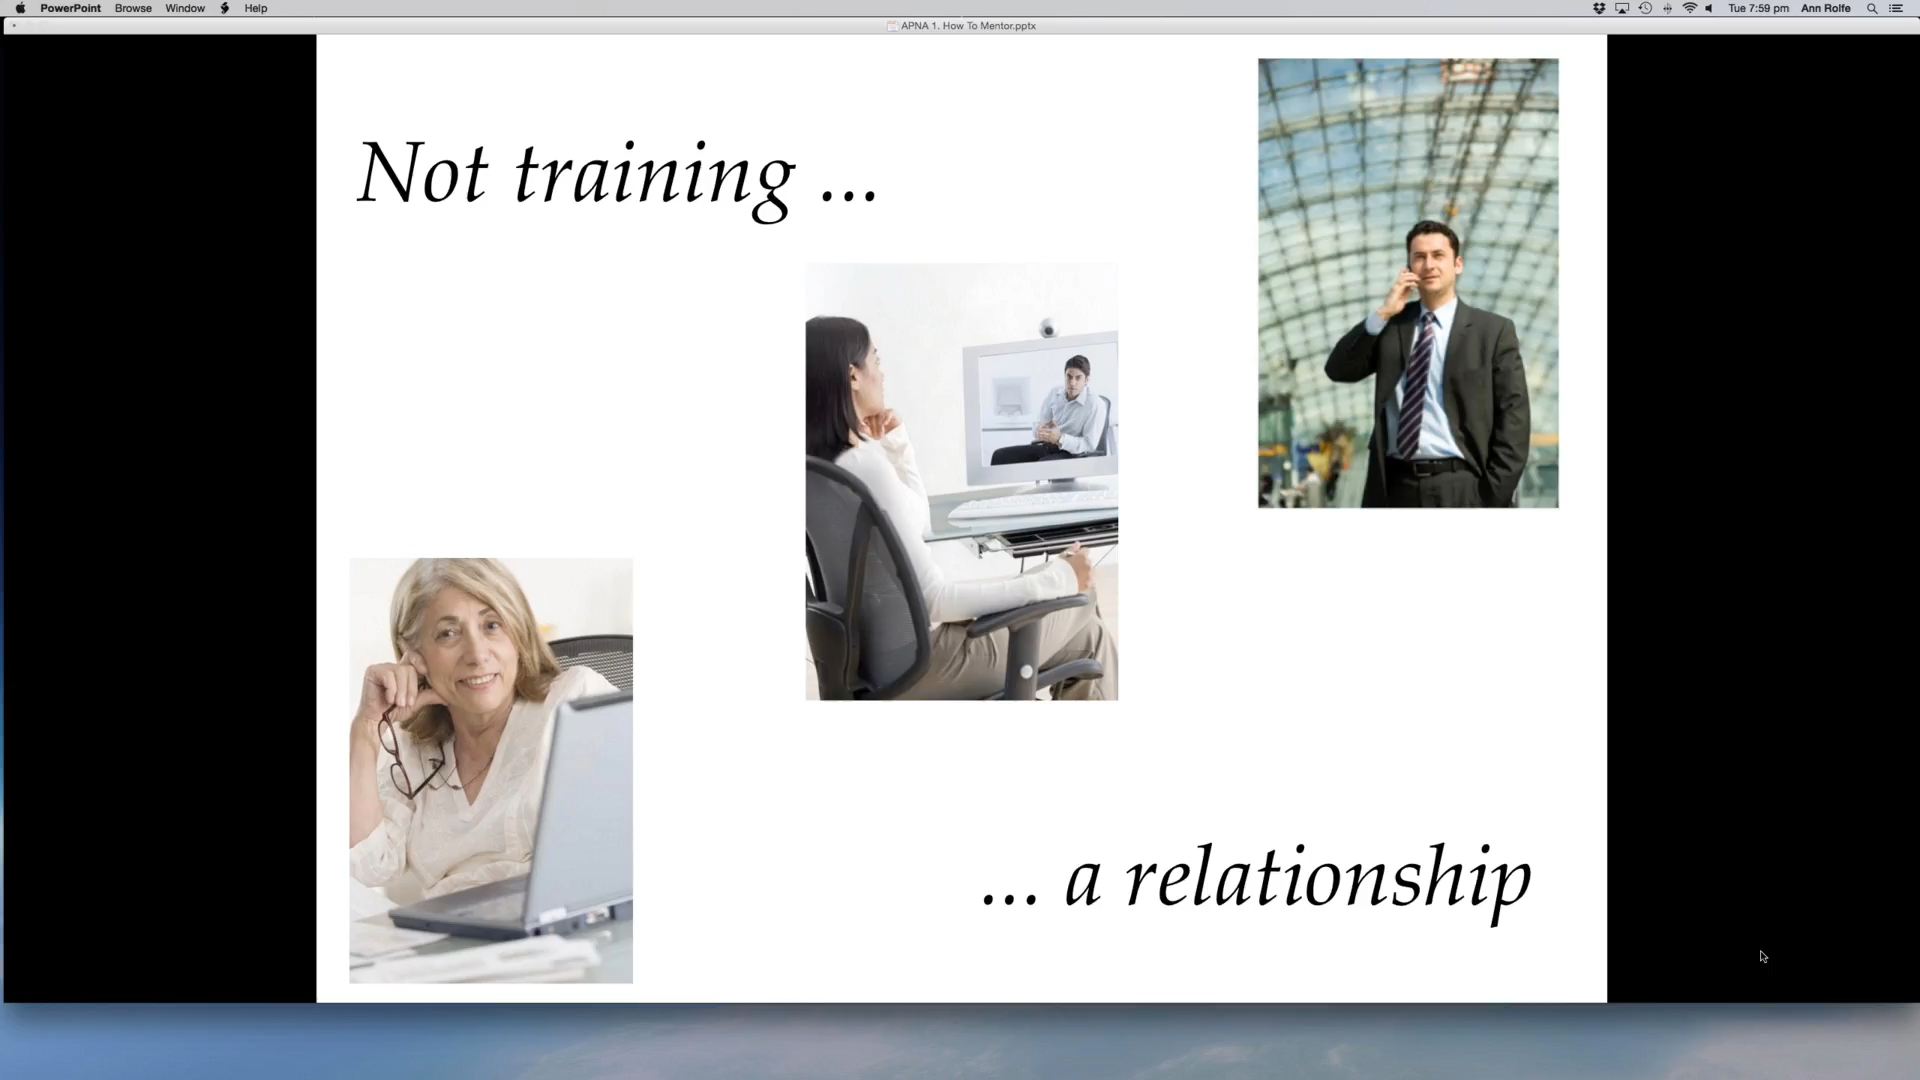 PowerPoint Browse Window Help Tue 7:59 pm Ann Rolfe
APNA 1. How To Mentor.pptx
Not training ...
... a relationship